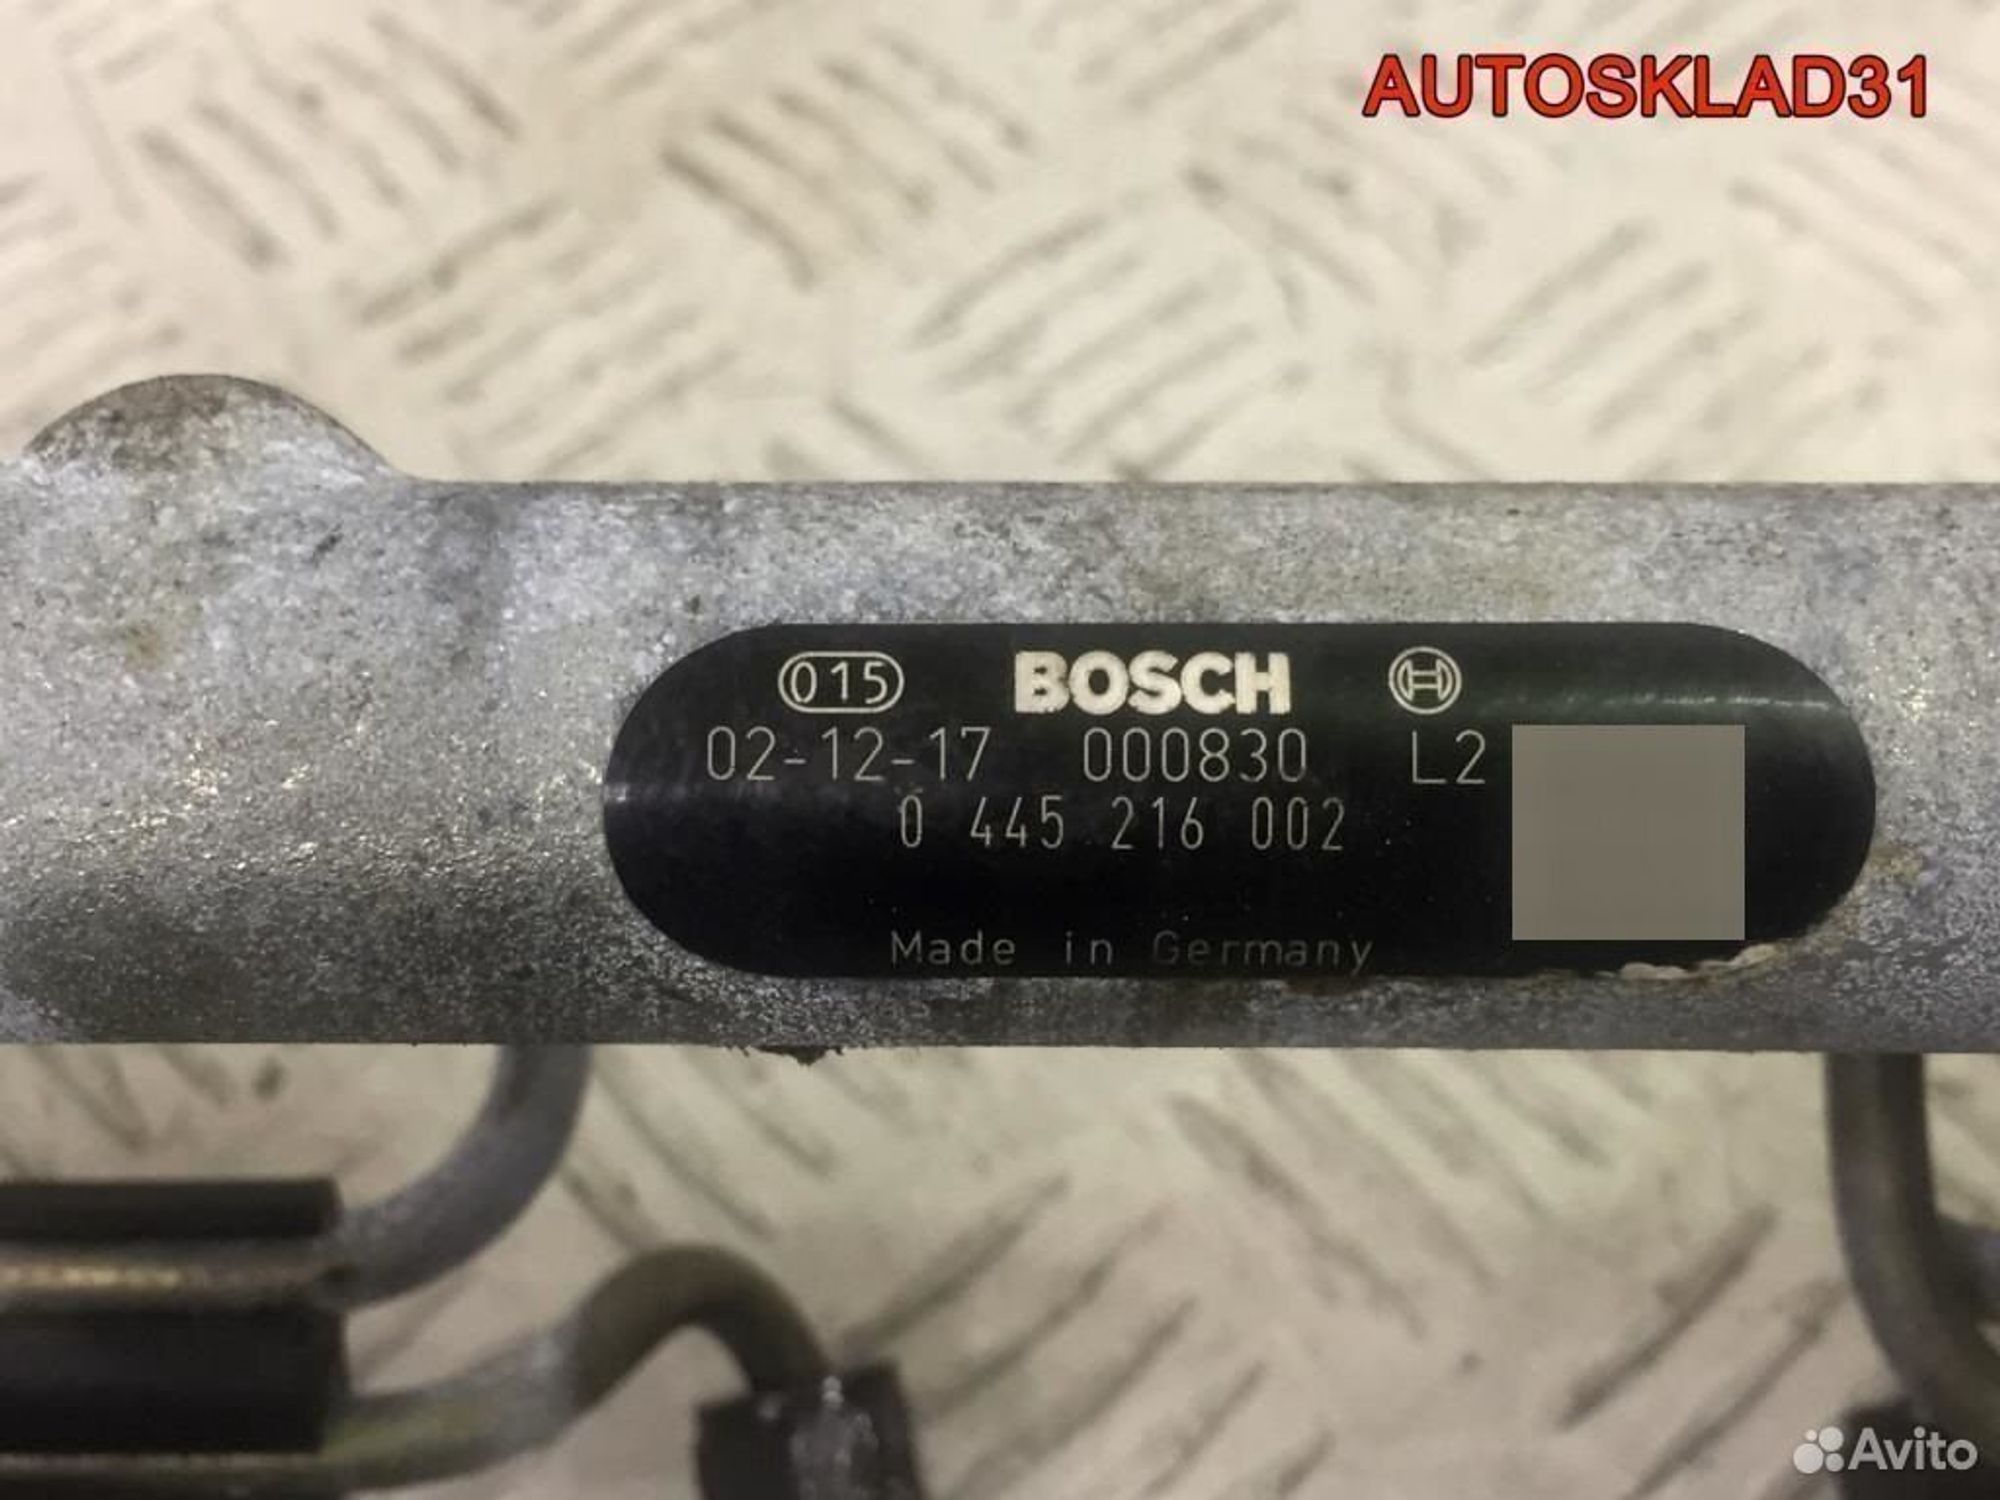 AUTOSKLAD31
015 BOSCH
02-12-17 000830 L2
0 445 216 002
Made in Germany
Avito